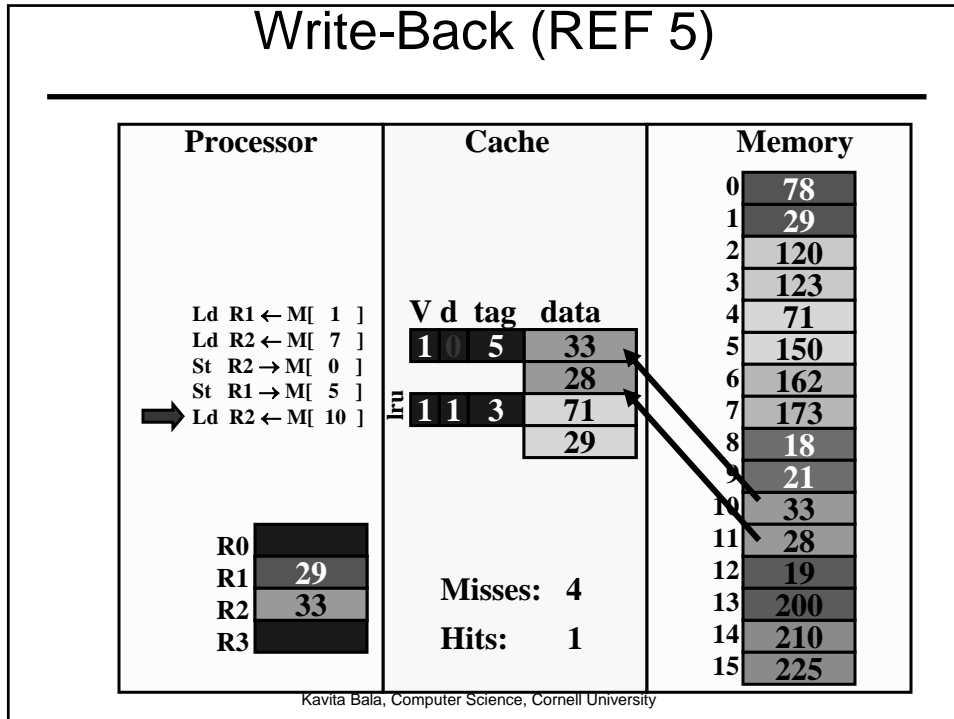 Write-Back (REF 5)
Processor
Ld R1 ← M[ 1 ]
Ld R2 ← M[ 7 ]
St R2 → M[ 0 ]
St R1 → M[ 5 ]
Ld R2 ← M[ 10 ]
R0
R1 29
R2 33
R3
Cache
V d tag data
1 0 5 33
28
lru
1 1 3 71
29
Misses: 4
Hits: 1
Memory
0 78
1 29
2 120
3 123
4 71
5 150
6 162
7 173
8 18
9 21
10 33
11 28
12 19
13 200
14 210
15 225
Kavita Bala, Computer Science, Cornell University